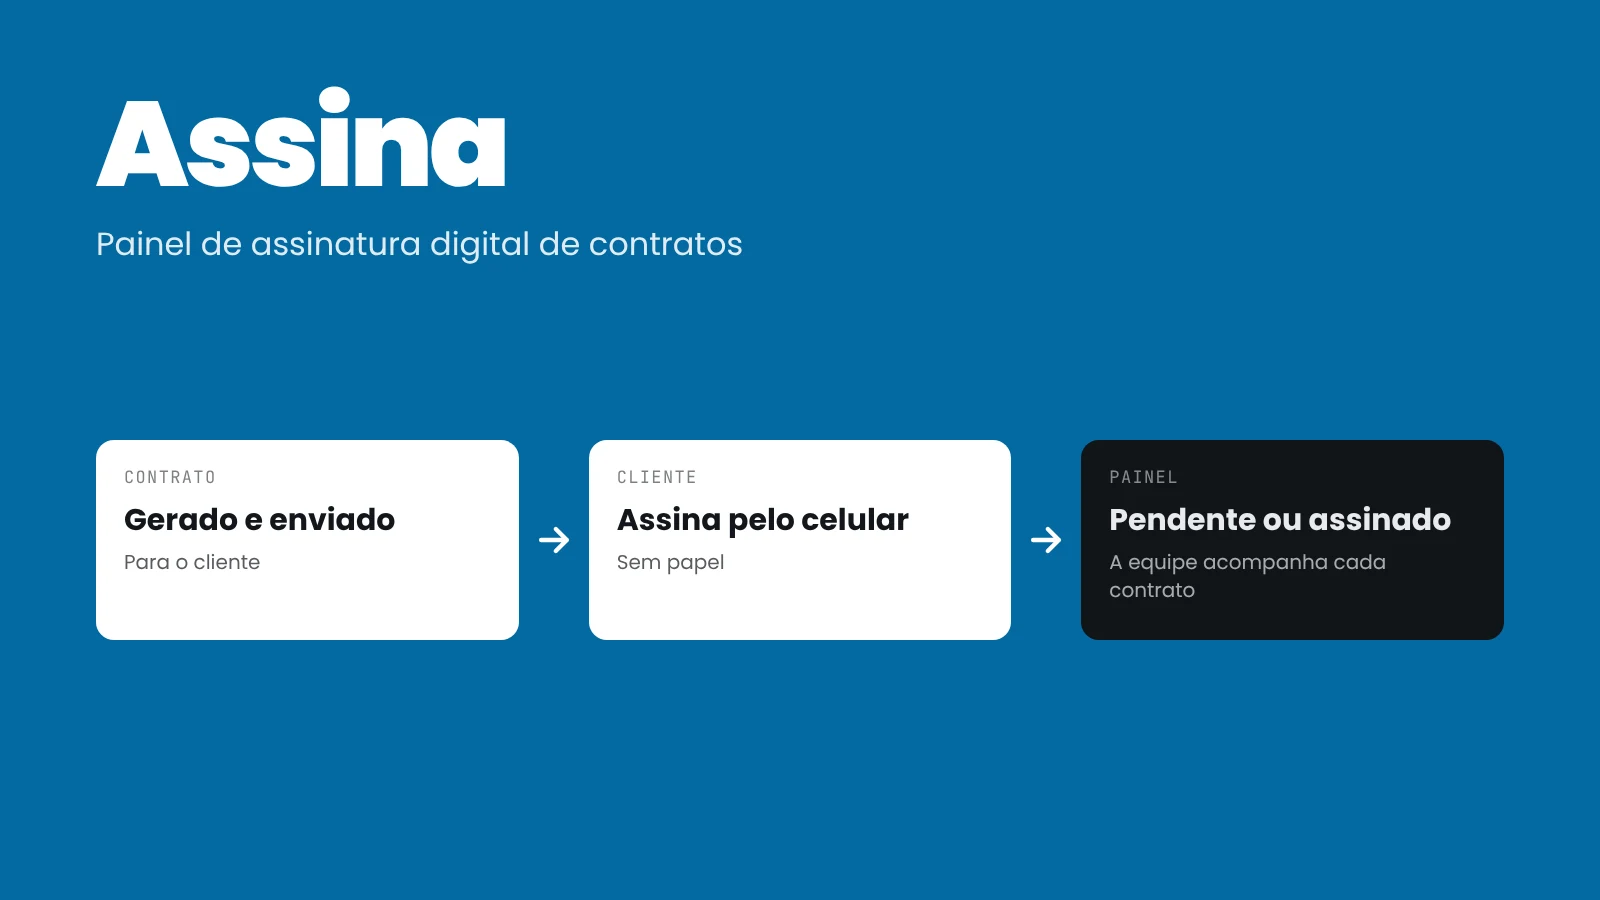 Assina
Painel de assinatura digital de contratos
CONTRATO
Gerado e enviado
Para o cliente
CLIENTE
Assina pelo celular
Sem papel
PAINEL
Pendente ou assinado
A equipe acompanha cada
contrato